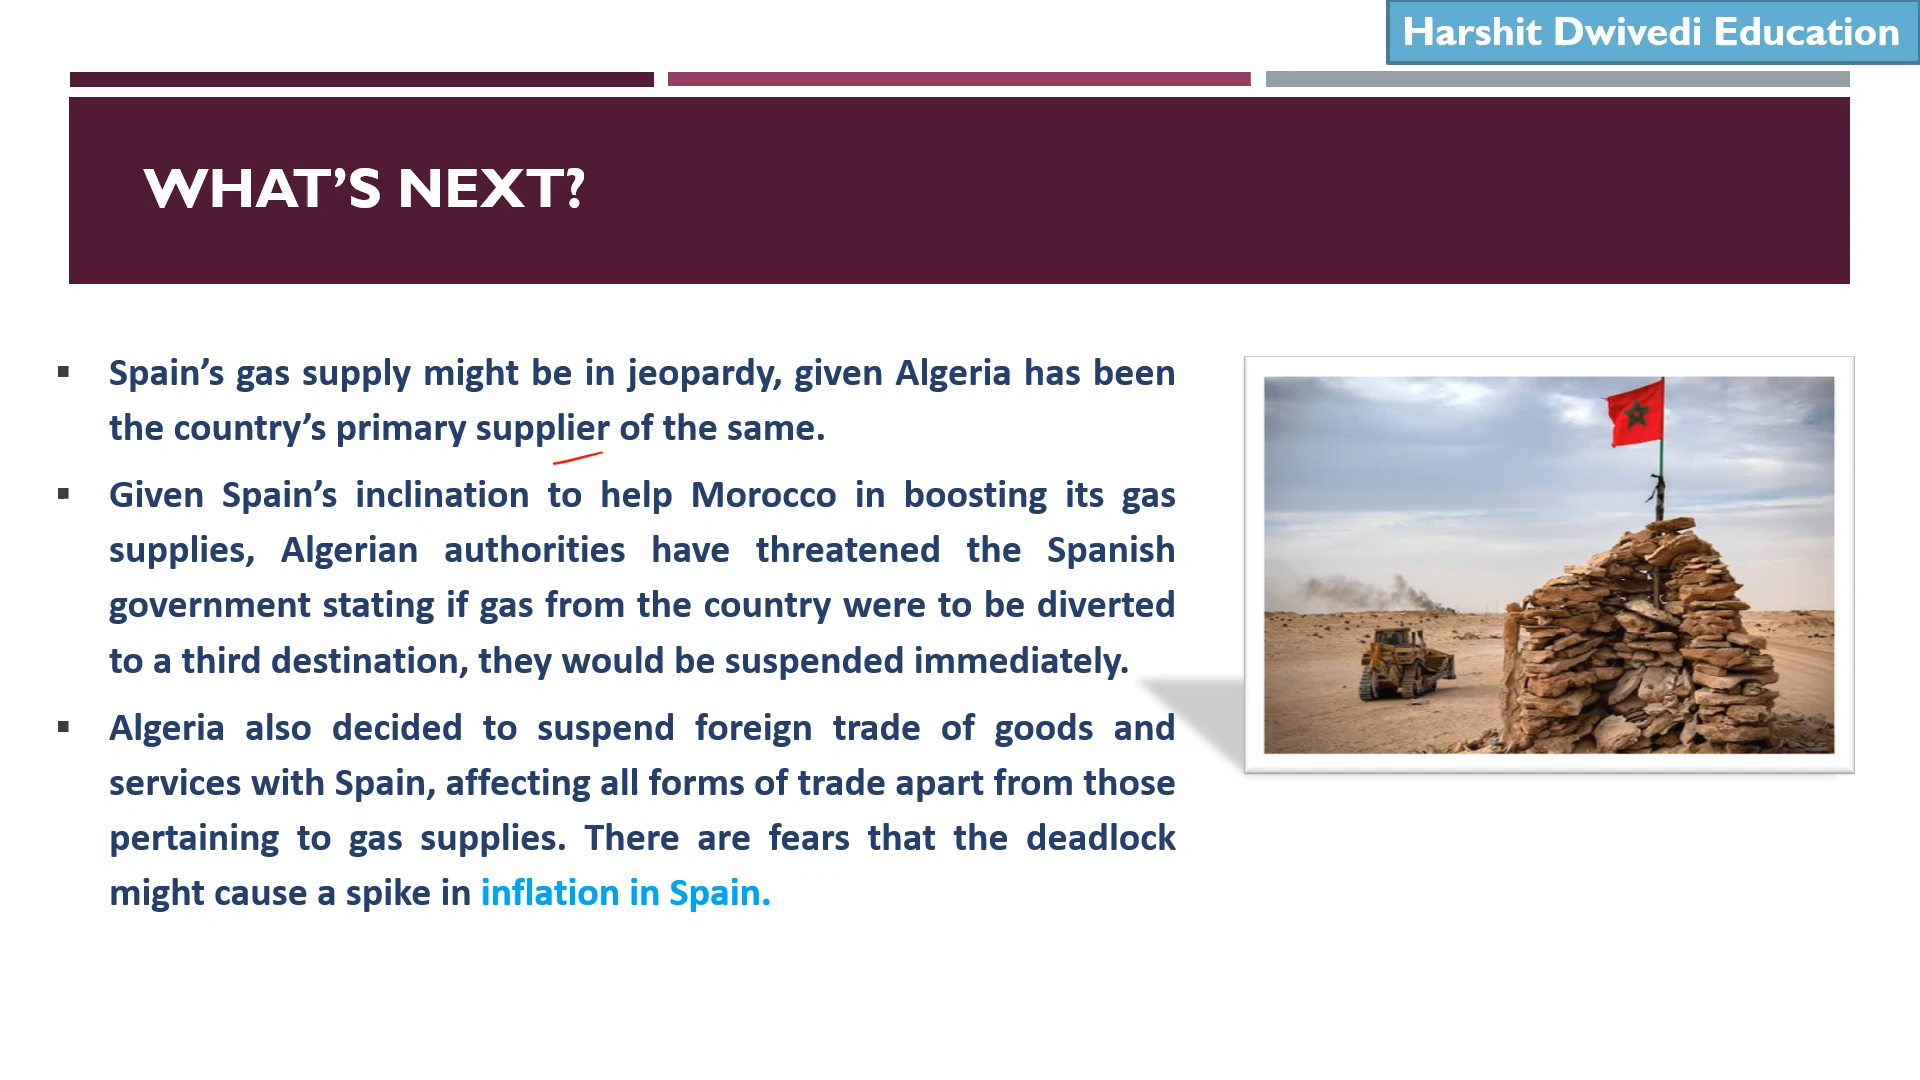 Harshit Dwivedi Education
WHAT’S NEXT?
▪ Spain’s gas supply might be in jeopardy, given Algeria has been
the country’s primary supplier of the same.
▪ Given Spain’s inclination to help Morocco in boosting its gas
supplies, Algerian authorities have threatened the Spanish
government stating if gas from the country were to be diverted
to a third destination, they would be suspended immediately.
▪ Algeria also decided to suspend foreign trade of goods and
services with Spain, affecting all forms of trade apart from those
pertaining to gas supplies. There are fears that the deadlock
might cause a spike in inflation in Spain.